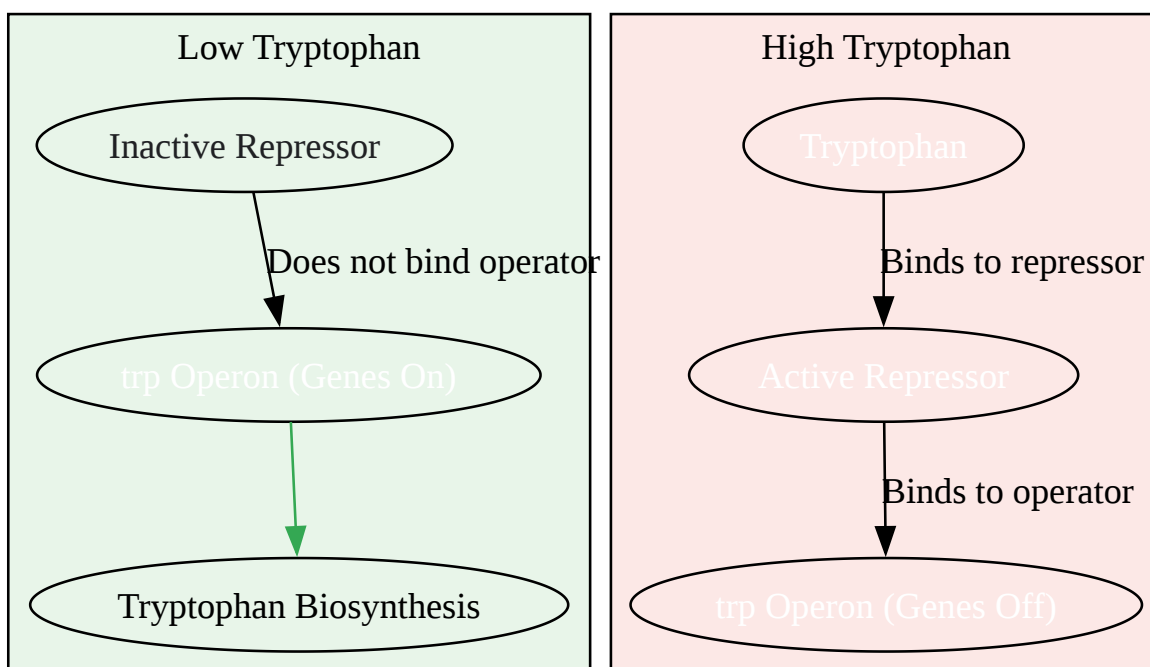 Low Tryptophan
Inactive Repressor
Does not bind operator
trp Operon (Genes On)
Tryptophan Biosynthesis
High Tryptophan
Tryptophan
Binds to repressor
Active Repressor
Binds to operator
trp Operon (Genes Off)